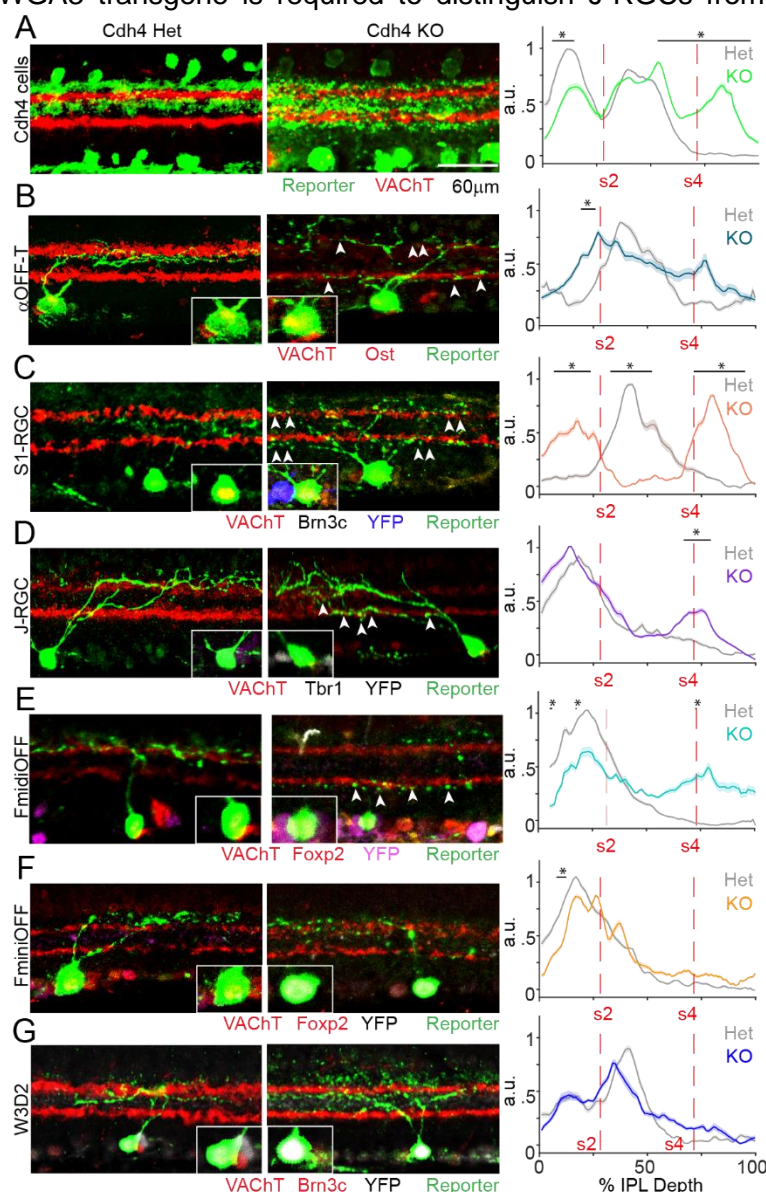 WGA8 transgene is required to distinguish J-RGCs from
A
Cdh4 Het
Cdh4 KO
Cdh4 cells
Reporter VAChT 60μm
a.u.
1
.5
0
*
*
Het
KO
s2
s4
B
αOFF-T
VAChT Ost Reporter
a.u.
1
.5
0
*
Het
KO
s2
s4
C
S1-RGC
VAChT Brn3c YFP Reporter
a.u.
1
.5
0
*
*
*
Het
KO
s2
s4
D
J-RGC
VAChT Tbr1 YFP Reporter
a.u.
1
.5
0
*
Het
KO
s2
s4
E
FmidiOFF
VAChT Foxp2 YFP Reporter
a.u.
1
.5
0
*
*
*
Het
KO
s2
s4
F
FminiOFF
VAChT Foxp2 YFP Reporter
a.u.
1
.5
0
*
Het
KO
s2
s4
G
W3D2
VAChT Brn3c YFP Reporter
a.u.
1
.5
0
Het
KO
s2
s4
0 50 100
% IPL Depth